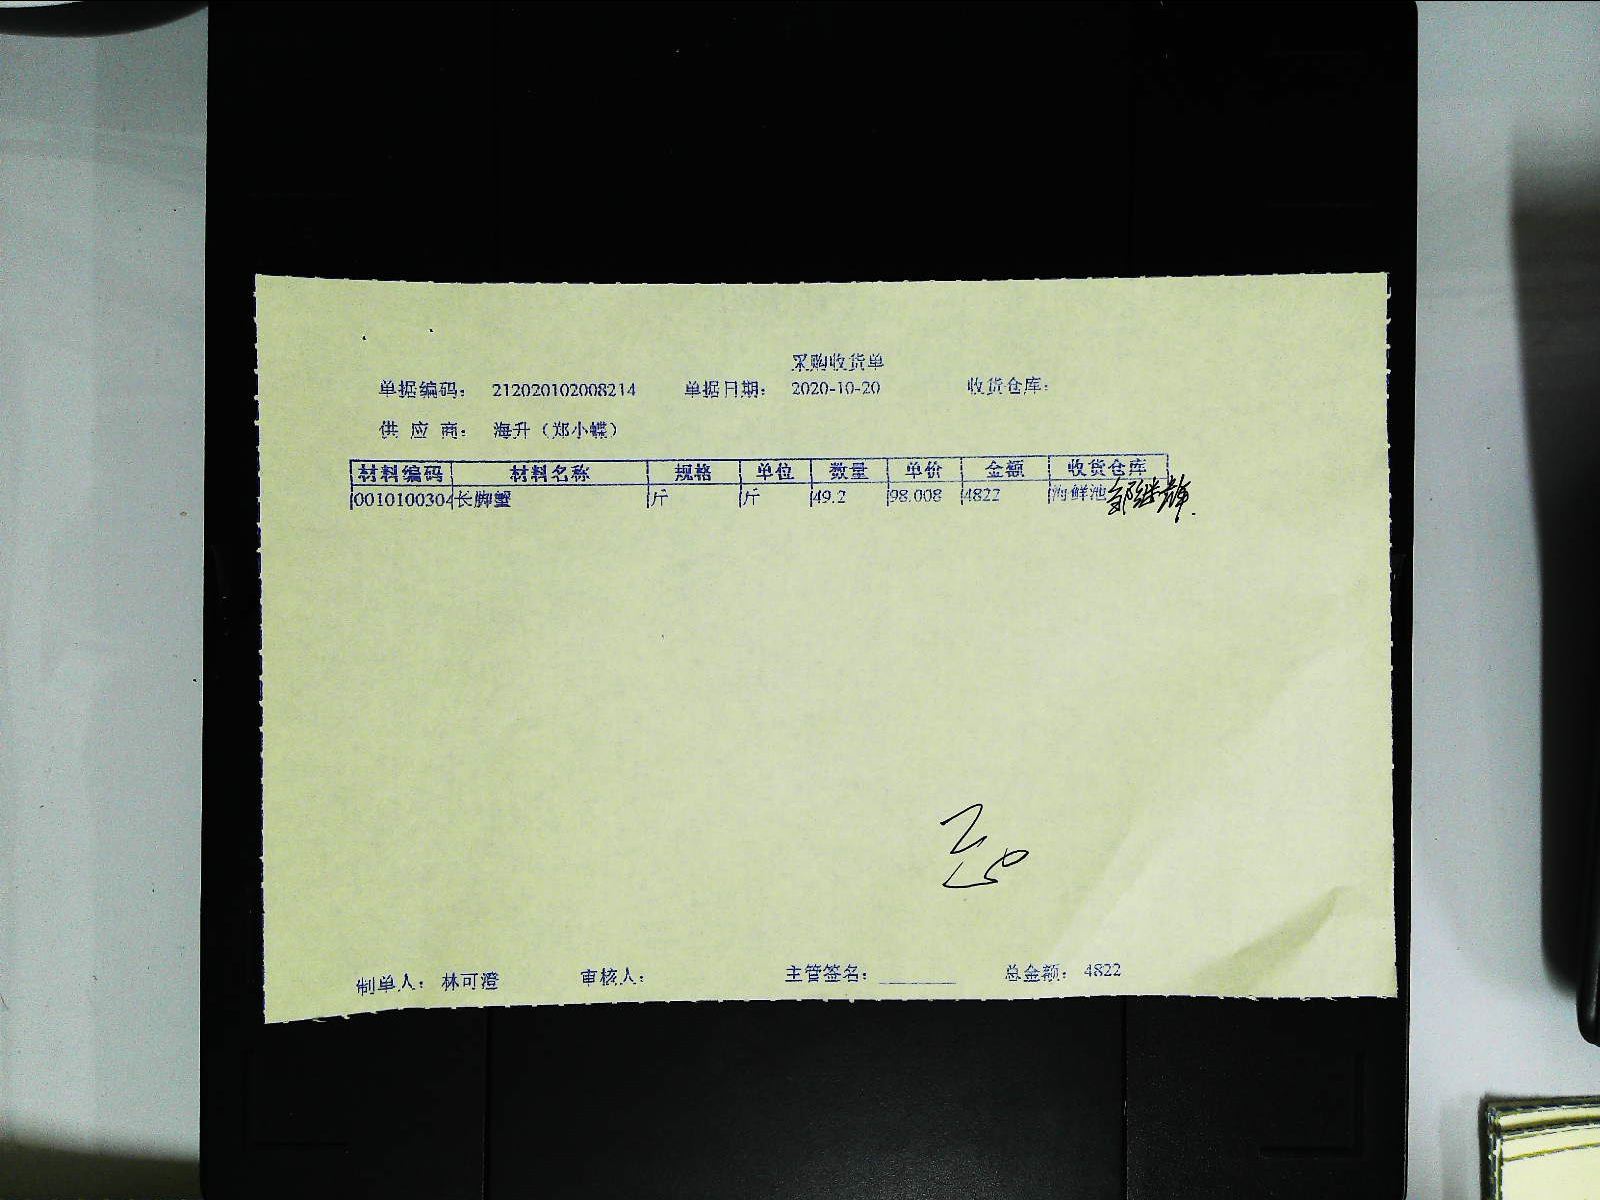 采购收货单
单据编码： 212020102008214 单据日期： 2020-10-20 收货仓库：
供 应 商： 海升（郑小蝶）
材料编码 材料名称 规格 单位 数量 单价 金额 收货仓库
0010100304 长脚蟹 斤 斤 49.2 98.008 4822 海鲜池
制单人： 林可澄 审核人： 主管签名： 总金额： 4822